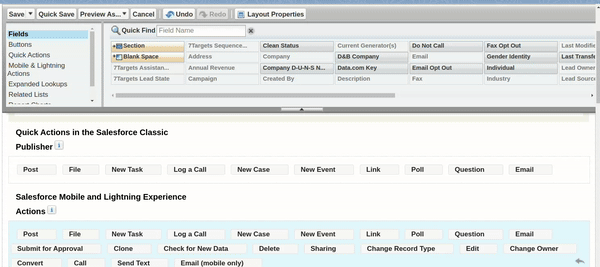 Save Quick Save Preview As... Cancel Undo Redo Layout Properties
Fields
Buttons
Quick Actions
Mobile & Lightning
Actions
Expanded Lookups
Related Lists
Report Charts
Quick Find Field Name
Section 7Targets Sequence... Clean Status Current Generator(s) Do Not Call Fax Opt Out Last Modifie
Blank Space Address Company D&B Company Email Gender Identity Last Transfe
7Targets Assistan... Annual Revenue Company D-U-N-S N... Data.com Key Email Opt Out Individual Lead Owner
7Targets Lead State Campaign Created By Description Fax Industry Lead Source
Quick Actions in the Salesforce Classic
Publisher i
Post File New Task Log a Call New Case New Event Link Poll Question Email
Salesforce Mobile and Lightning Experience
Actions i
Post File New Task Log a Call New Case New Event Link Poll Question Email
Submit for Approval Clone Check for New Data Delete Sharing Change Record Type Edit Change Owner
Convert Call Send Text Email (mobile only)